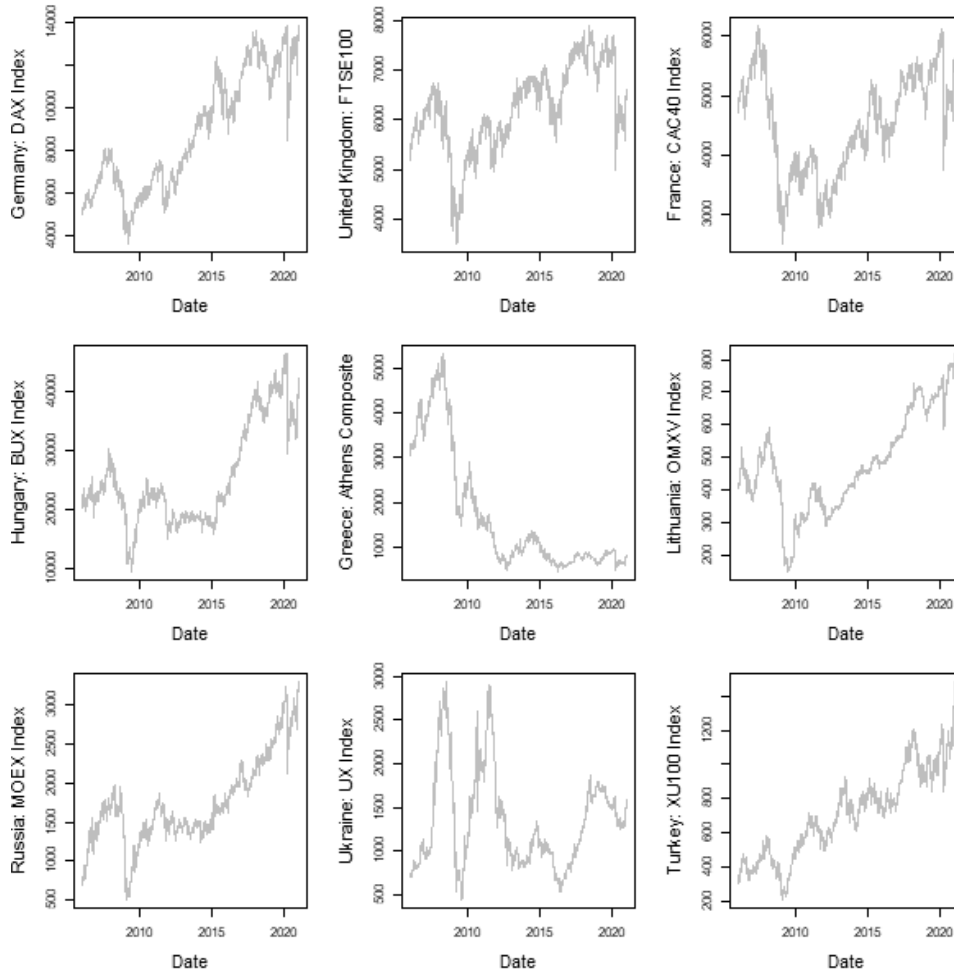 Germany: DAX Index
4000 6000 8000 10000 12000 14000
2010 2015 2020
Date
United Kingdom: FTSE100
4000 5000 6000 7000 8000
2010 2015 2020
Date
France: CAC40 Index
3000 4000 5000 6000
2010 2015 2020
Date
Hungary: BUX Index
10000 20000 30000 40000
2010 2015 2020
Date
Greece: Athens Composite
1000 2000 3000 4000 5000
2010 2015 2020
Date
Lithuania: OMXV Index
200 300 400 500 600 700 800
2010 2015 2020
Date
Russia: MOEX Index
500 1000 1500 2000 2500 3000
2010 2015 2020
Date
Ukraine: UX Index
500 1000 1500 2000 2500 3000
2010 2015 2020
Date
Turkey: XU100 Index
200 400 600 800 1200
2010 2015 2020
Date